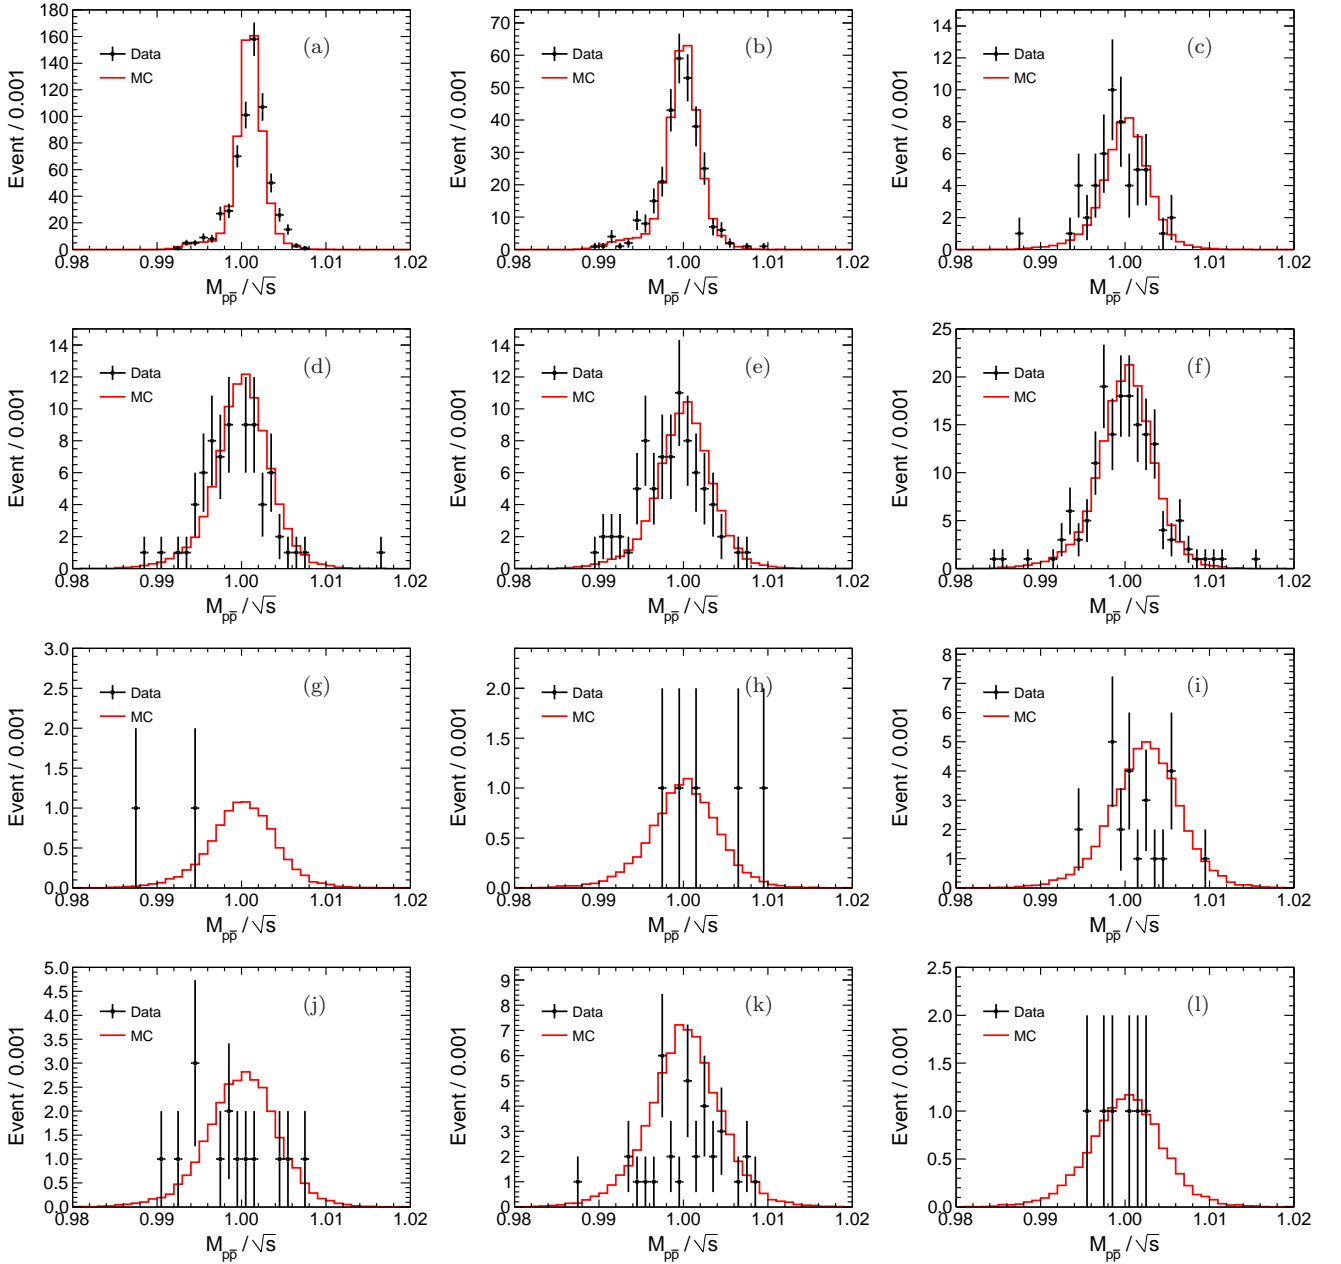 Event / 0.001
180
160
140
120
100
80
60
40
20
0
Data
MC
(a)
0.98 0.99 1.00 1.01 1.02
M_{pp̅} / √s
Event / 0.001
70
60
50
40
30
20
10
0
Data
MC
(b)
0.98 0.99 1.00 1.01 1.02
M_{pp̅} / √s
Event / 0.001
14
12
10
8
6
4
2
0
Data
MC
(c)
0.98 0.99 1.00 1.01 1.02
M_{pp̅} / √s
Event / 0.001
14
12
10
8
6
4
2
0
Data
MC
(d)
0.98 0.99 1.00 1.01 1.02
M_{pp̅} / √s
Event / 0.001
14
12
10
8
6
4
2
0
Data
MC
(e)
0.98 0.99 1.00 1.01 1.02
M_{pp̅} / √s
Event / 0.001
25
20
15
10
5
0
Data
MC
(f)
0.98 0.99 1.00 1.01 1.02
M_{pp̅} / √s
Event / 0.001
3.0
2.5
2.0
1.5
1.0
0.5
0.0
Data
MC
(g)
0.98 0.99 1.00 1.01 1.02
M_{pp̅} / √s
Event / 0.001
2.0
1.5
1.0
0.5
0.0
Data
MC
(h)
0.98 0.99 1.00 1.01 1.02
M_{pp̅} / √s
Event / 0.001
8
7
6
5
4
3
2
1
0
Data
MC
(i)
0.98 0.99 1.00 1.01 1.02
M_{pp̅} / √s
Event / 0.001
5.0
4.5
4.0
3.5
3.0
2.5
2.0
1.5
1.0
0.5
0.0
Data
MC
(j)
0.98 0.99 1.00 1.01 1.02
M_{pp̅} / √s
Event / 0.001
9
8
7
6
5
4
3
2
1
0
Data
MC
(k)
0.98 0.99 1.00 1.01 1.02
M_{pp̅} / √s
Event / 0.001
2.5
2.0
1.5
1.0
0.5
0.0
Data
MC
(l)
0.98 0.99 1.00 1.01 1.02
M_{pp̅} / √s